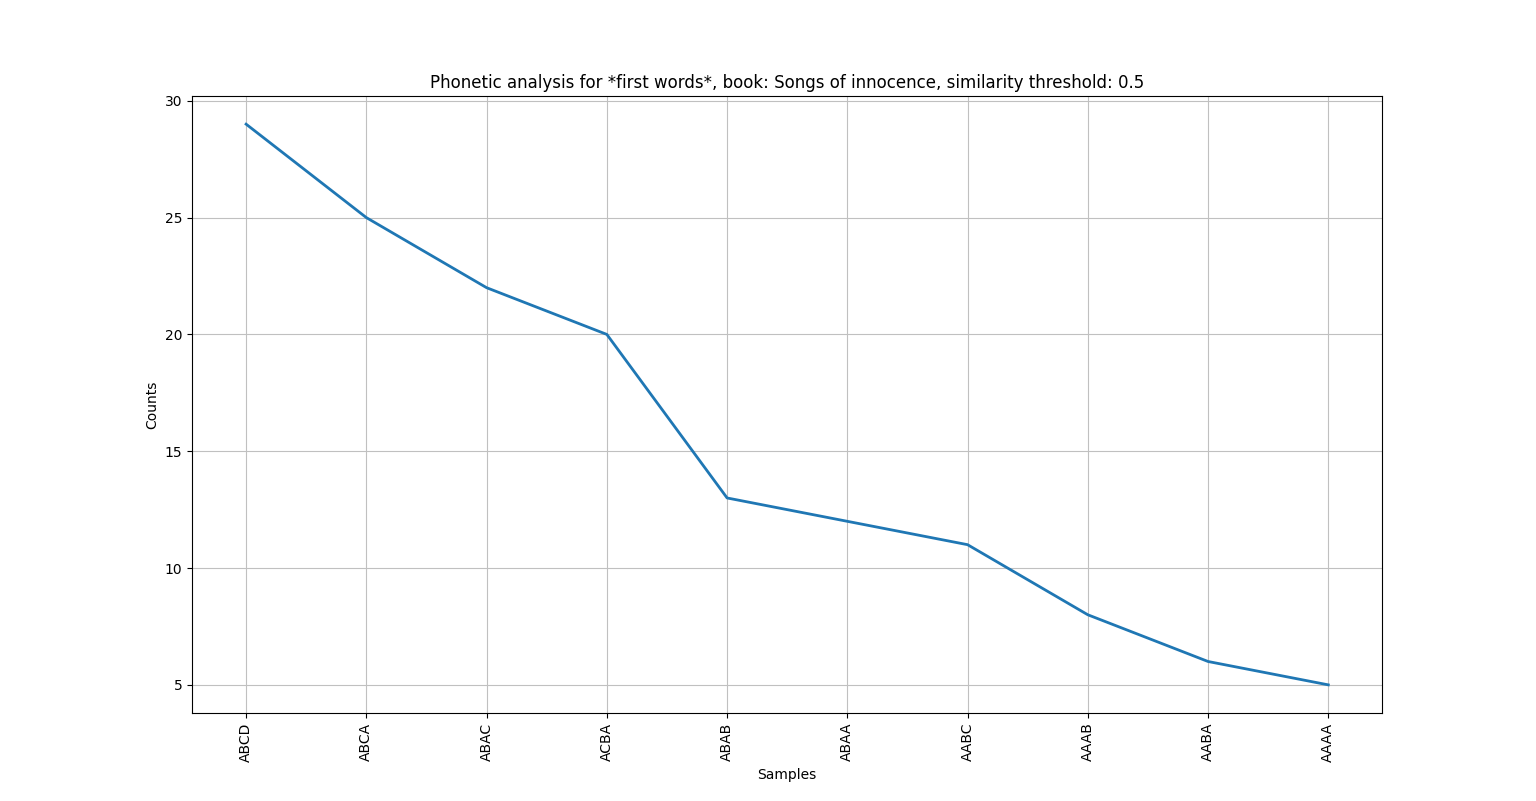 Phonetic analysis for *first words*, book: Songs of innocence, similarity threshold: 0.5
30
25
20
15
10
5
Counts
ABCD
ABCA
ABAC
ACBA
ABAB
ABAA
AABC
AAAB
AABA
AAAA
Samples